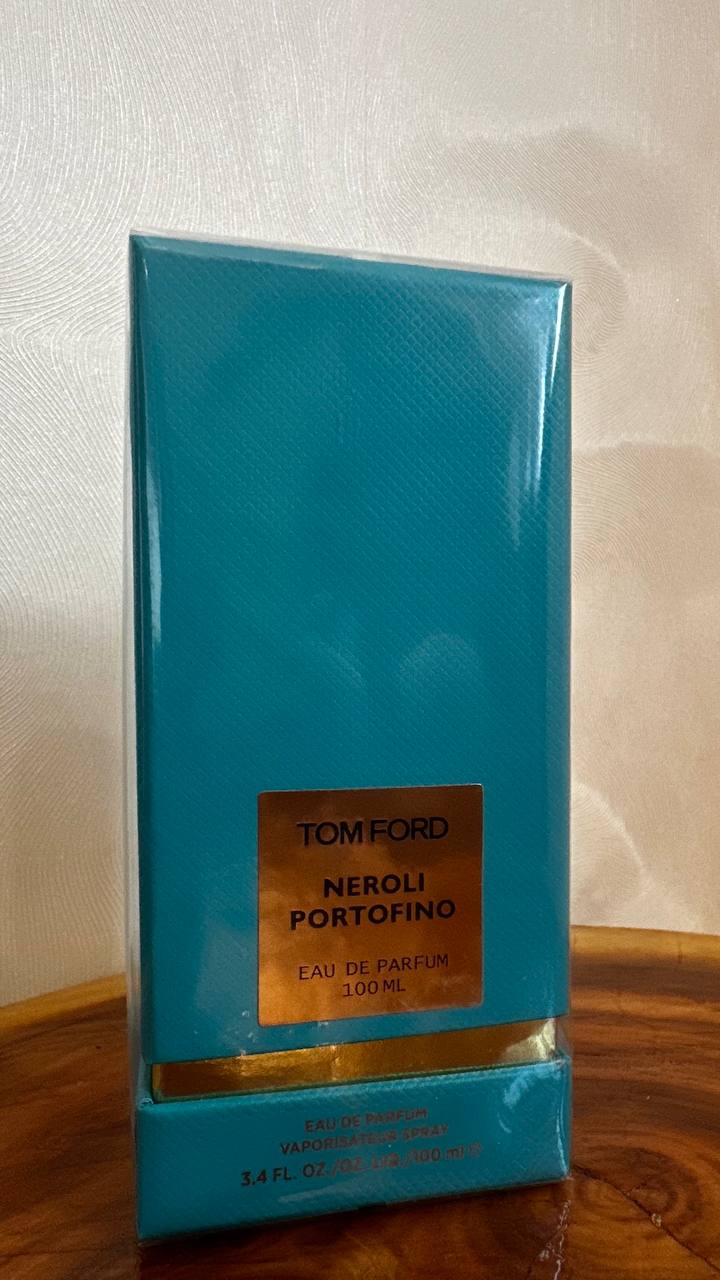 TOM FORD
NEROLI
PORTOFINO
EAU DE PARFUM
100 ML
EAU DE PARFUM
VAPORISATEUR SPRAY
3.4 FL. OZ./OZ. LIQ./100 ml ℮